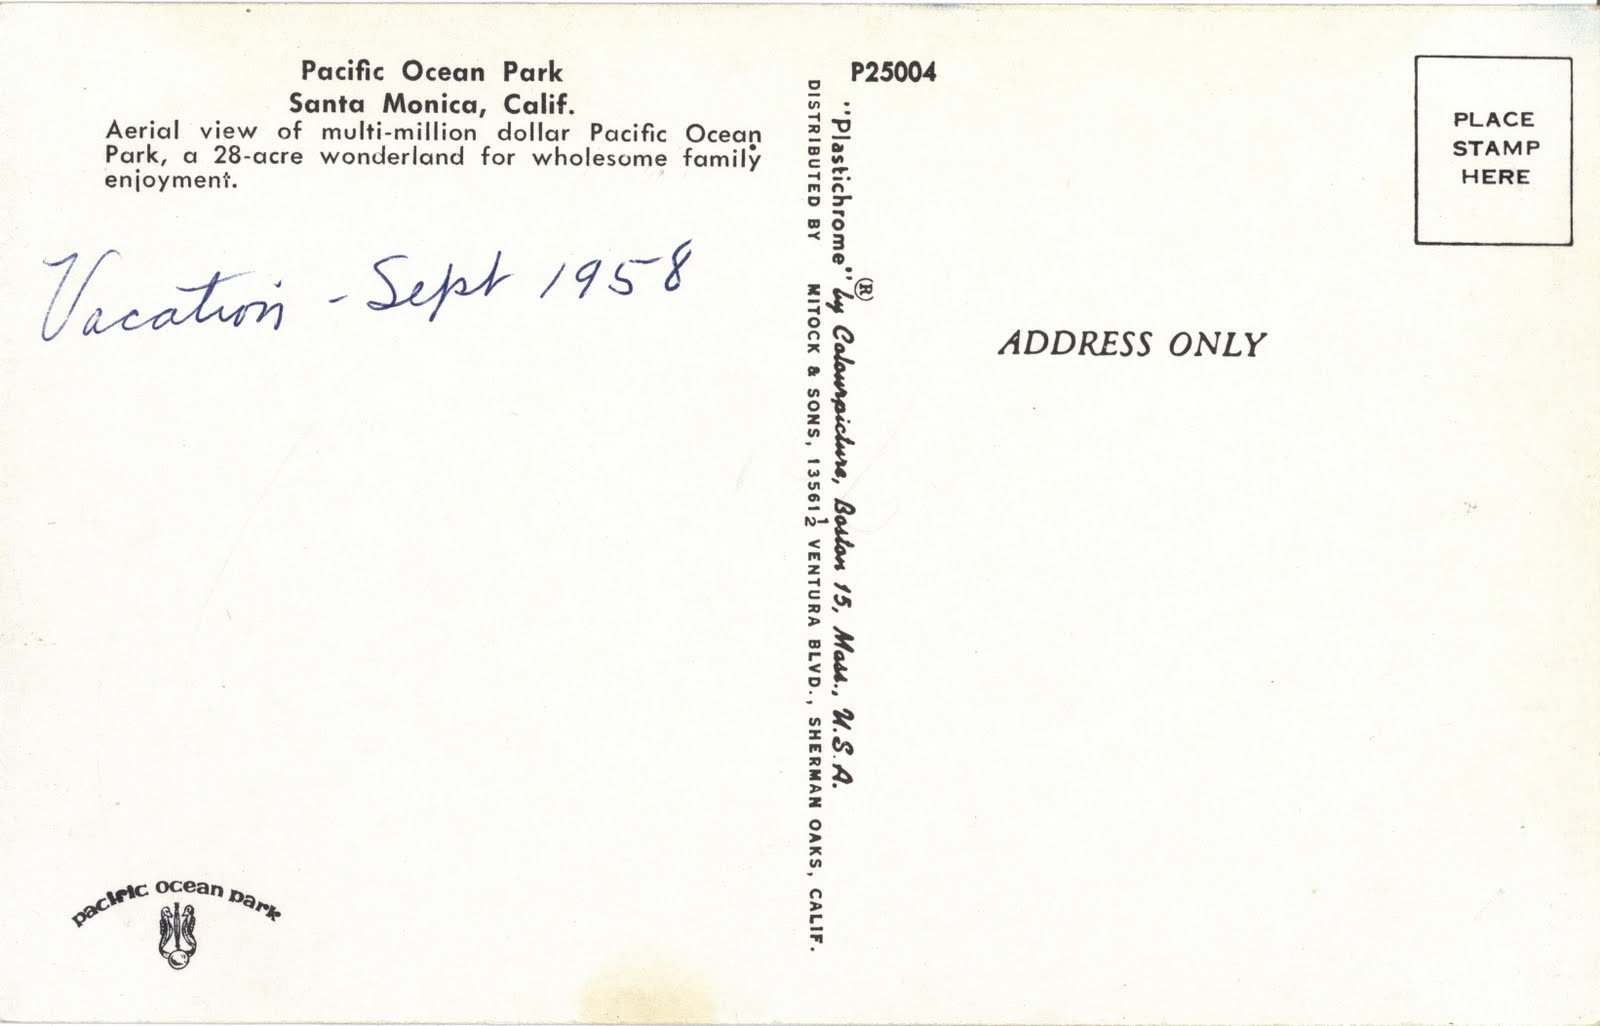 Pacific Ocean Park
Santa Monica, Calif.
Aerial view of multi-million dollar Pacific Ocean
Park, a 28-acre wonderland for wholesome family
enjoyment.
Vacation - Sept 1958
pacific ocean park
DISTRIBUTED BY MITOCK & SONS, 13561½ VENTURA BLVD., SHERMAN OAKS, CALIF.
"Plastichrome"® by Colourpicture, Boston 15, Mass., U.S.A.
P25004
PLACE
STAMP
HERE
ADDRESS ONLY